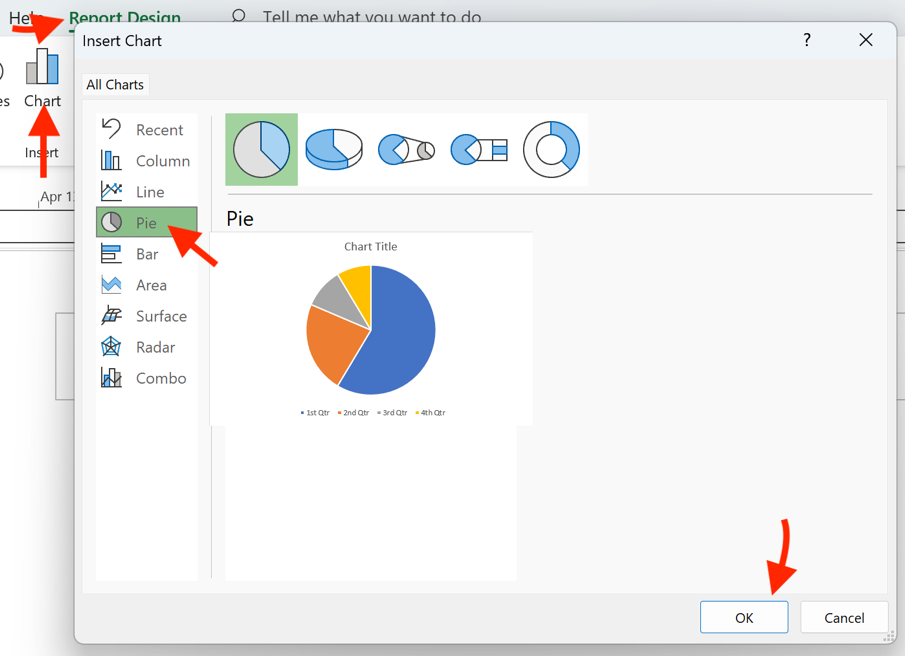 Help Report Design Tell me what you want to do
Insert Chart ?
All Charts
es Chart
Insert
Apr 1
Recent
Column
Line
Pie
Bar
Area
Surface
Radar
Combo
Pie
Chart Title
1st Qtr 2nd Qtr 3rd Qtr 4th Qtr
OK Cancel